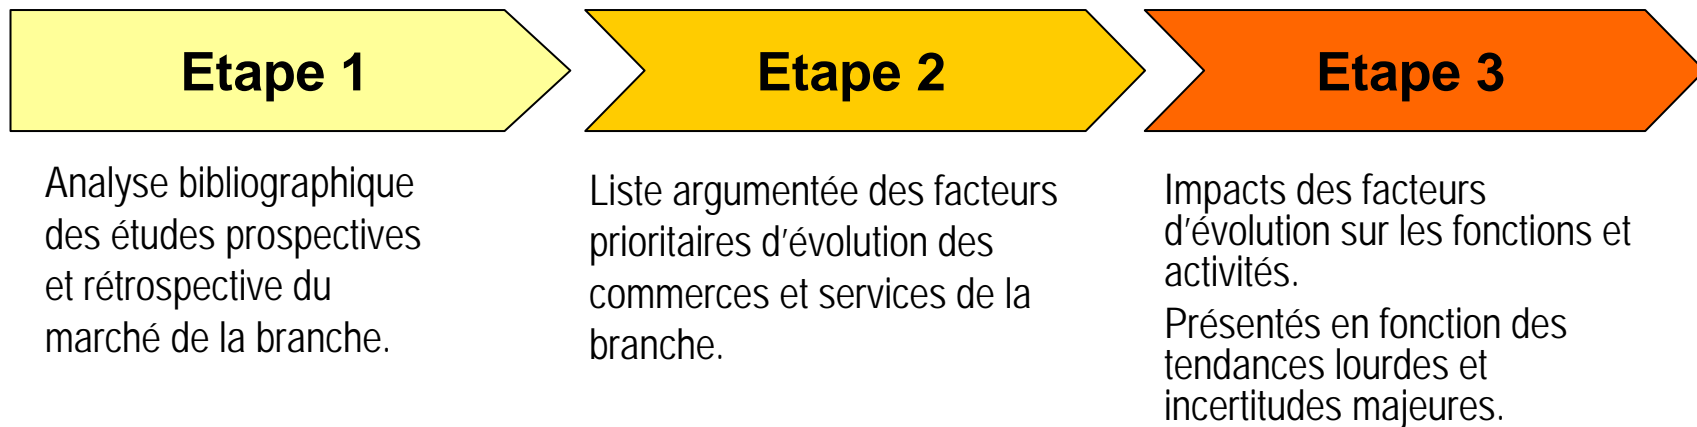 Etape 1
Analyse bibliographique
des études prospectives
et rétrospective du
marché de la branche.
Etape 2
Liste argumentée des facteurs
prioritaires d'évolution des
commerces et services de la
branche.
Etape 3
Impacts des facteurs
d'évolution sur les fonctions et
activités.
Présentés en fonction des
tendances lourdes et
incertitudes majeures.